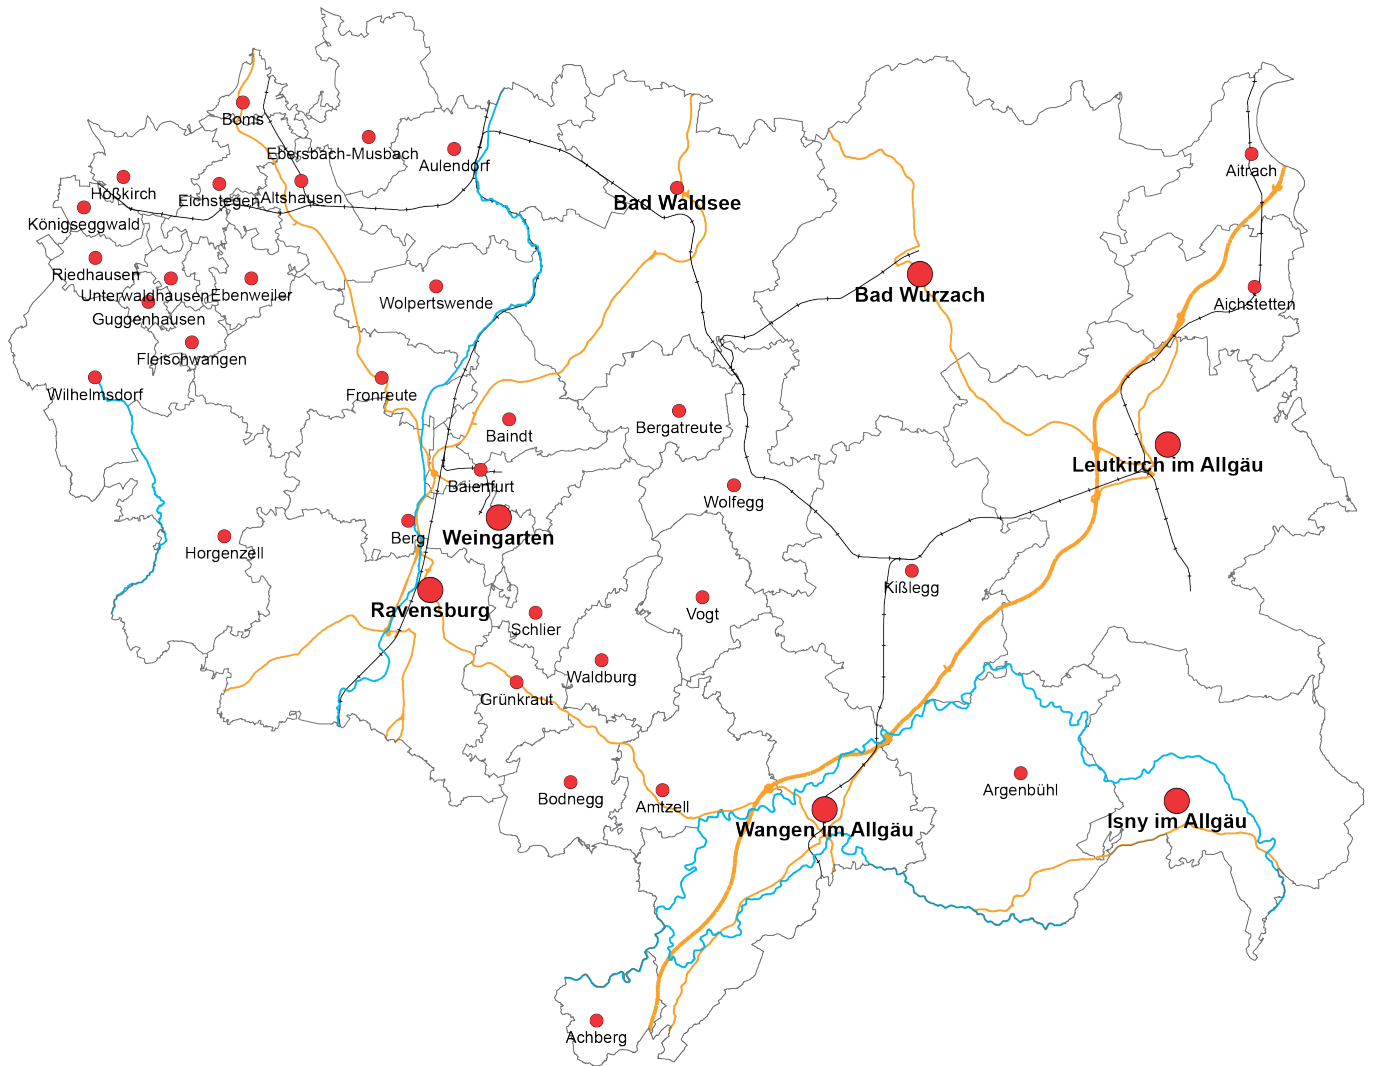 Boms
Ebersbach-Musbach
Aulendorf
Aitrach
Hoßkirch
Eichstegen
Altshausen
Bad Waldsee
Königseggwald
Riedhausen
Unterwaldhausen
Ebenweiler
Guggenhausen
Wolpertswende
Bad Wurzach
Aichstetten
Fleischwangen
Wilhelmsdorf
Fronreute
Baindt
Bergatreute
Leutkirch im Allgäu
Baienfurt
Wolfegg
Berg
Weingarten
Horgenzell
Kißlegg
Ravensburg
Vogt
Schlier
Waldburg
Grünkraut
Argenbühl
Bodnegg
Amtzell
Isny im Allgäu
Wangen im Allgäu
Achberg